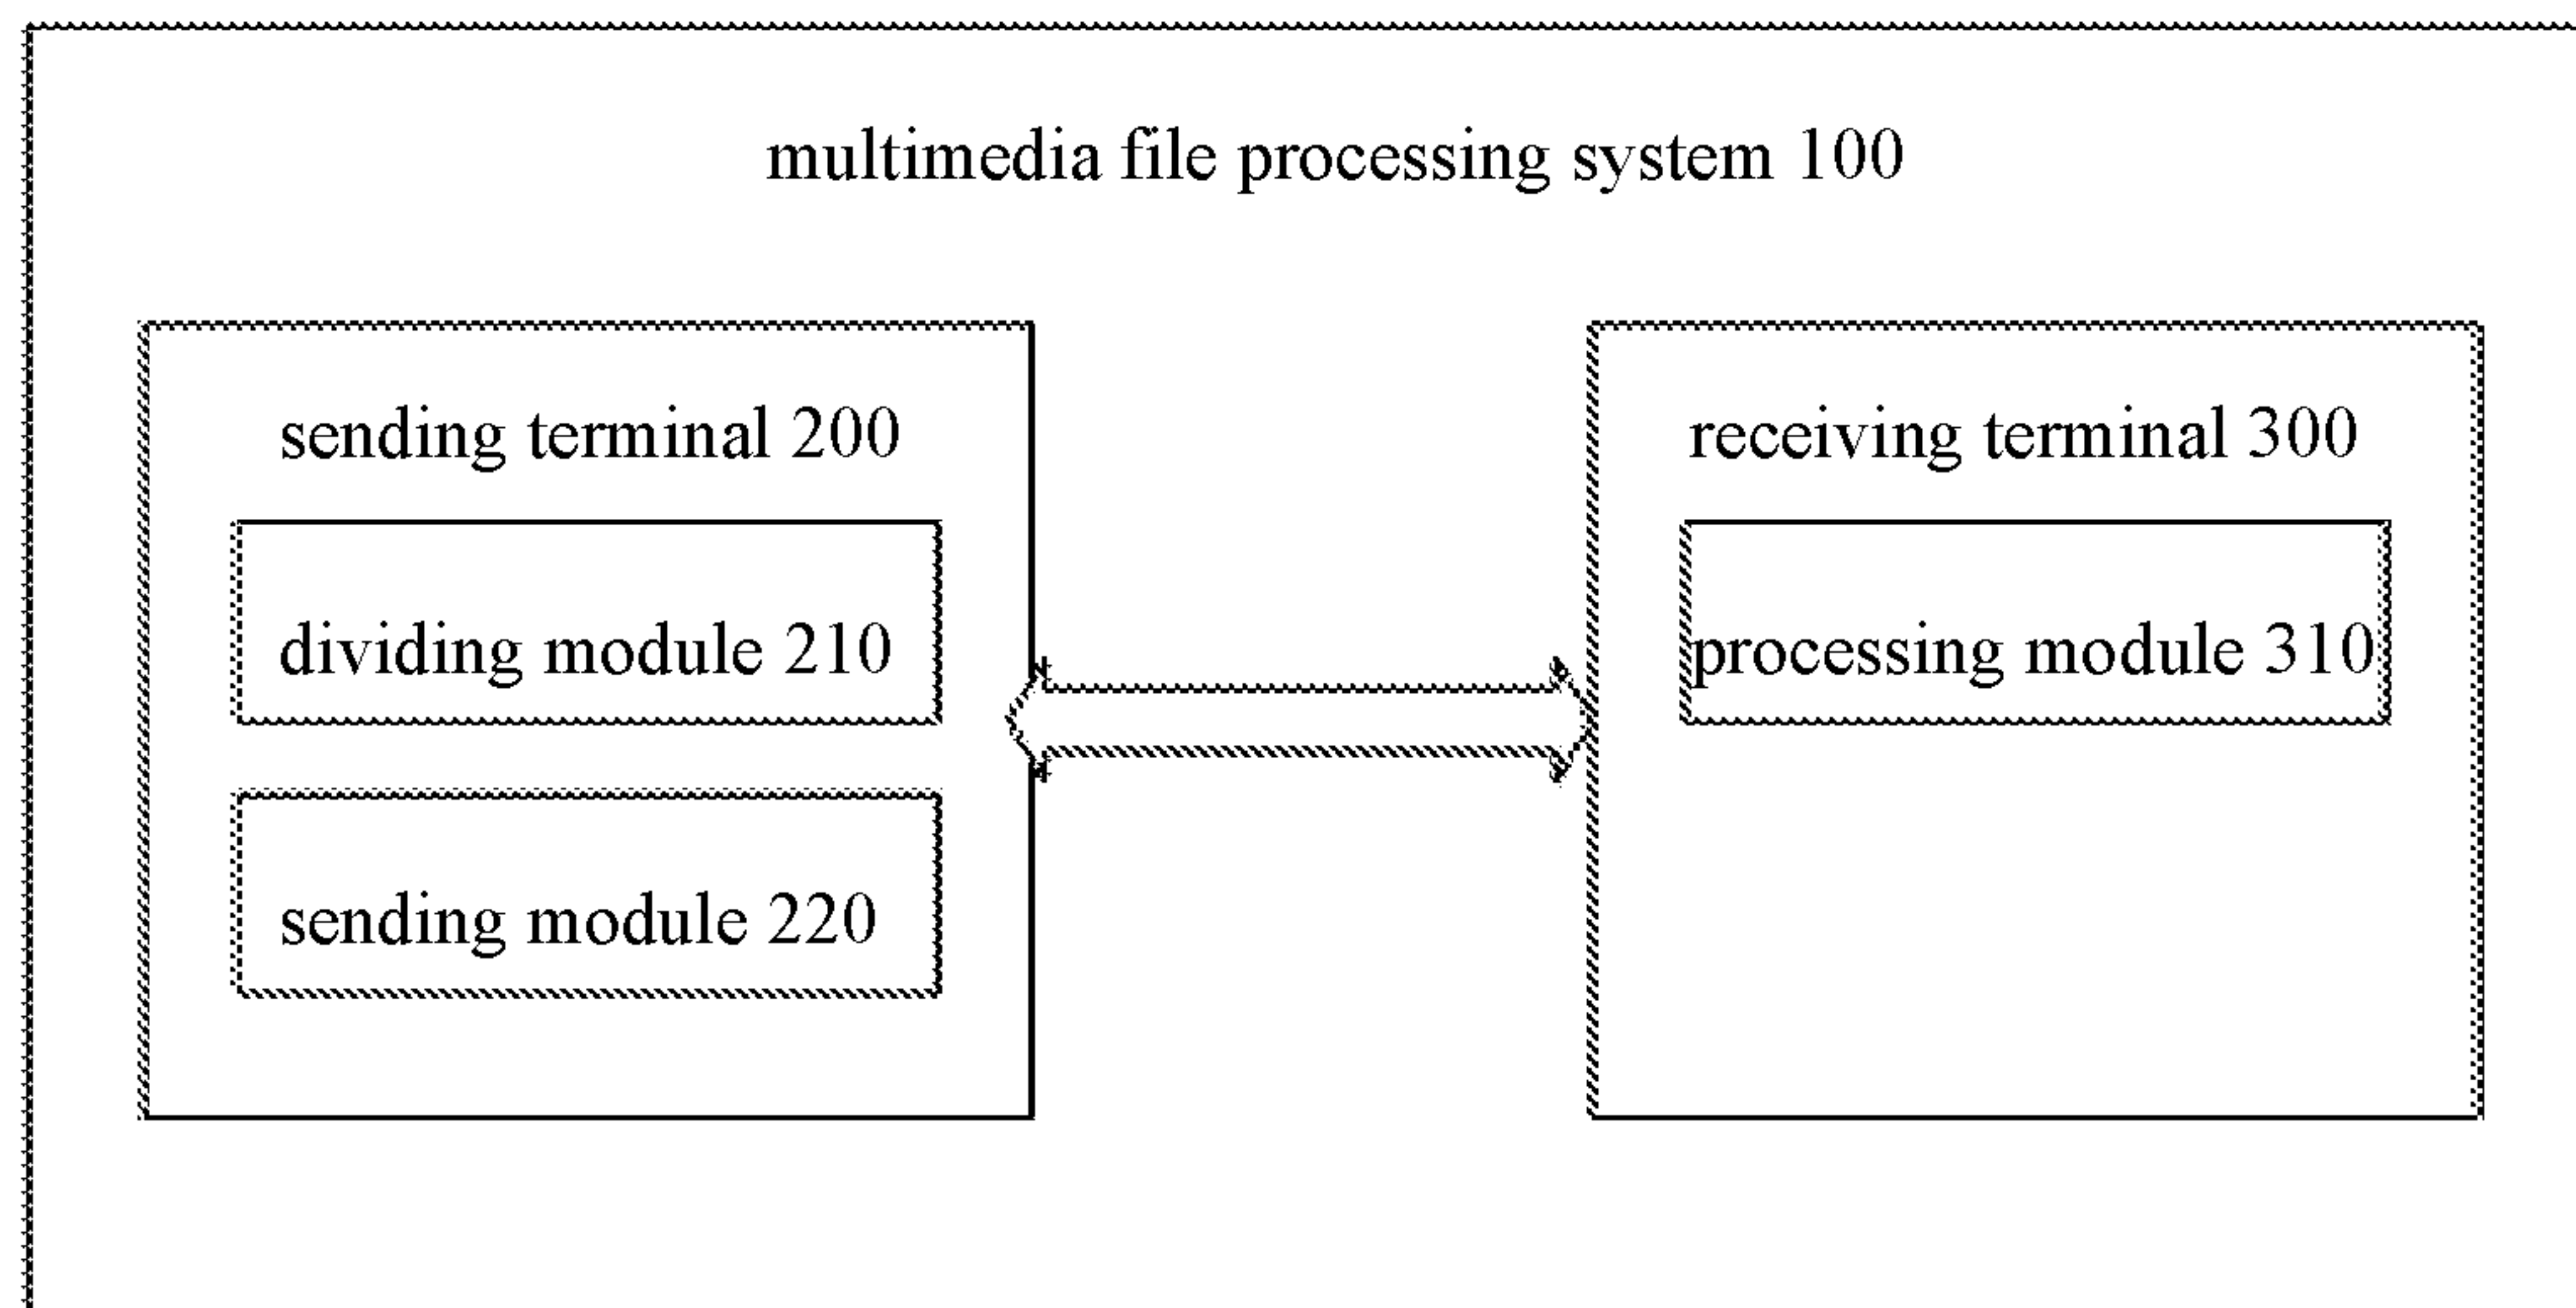 multimedia file processing system 100
sending terminal 200
dividing module 210
sending module 220
receiving terminal 300
processing module 310